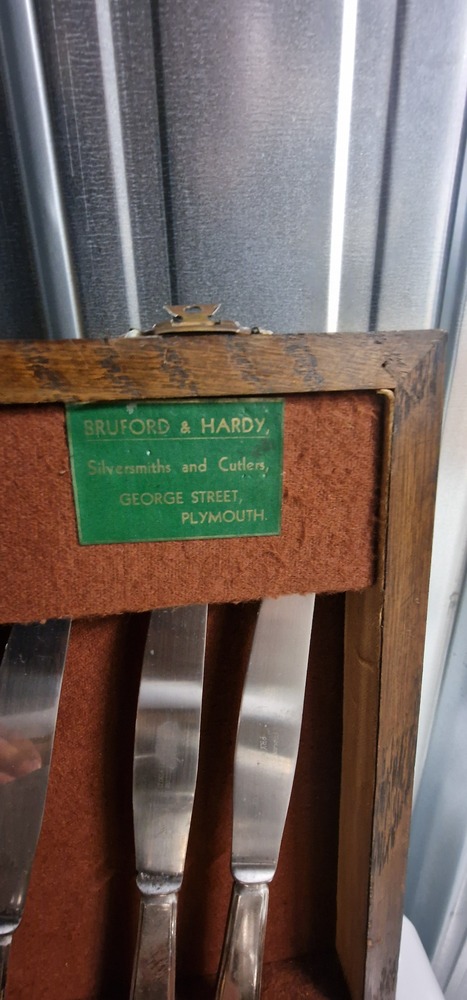 BRUFORD & HARDY,
Silversmiths and Cutlers,
GEORGE STREET,
PLYMOUTH.